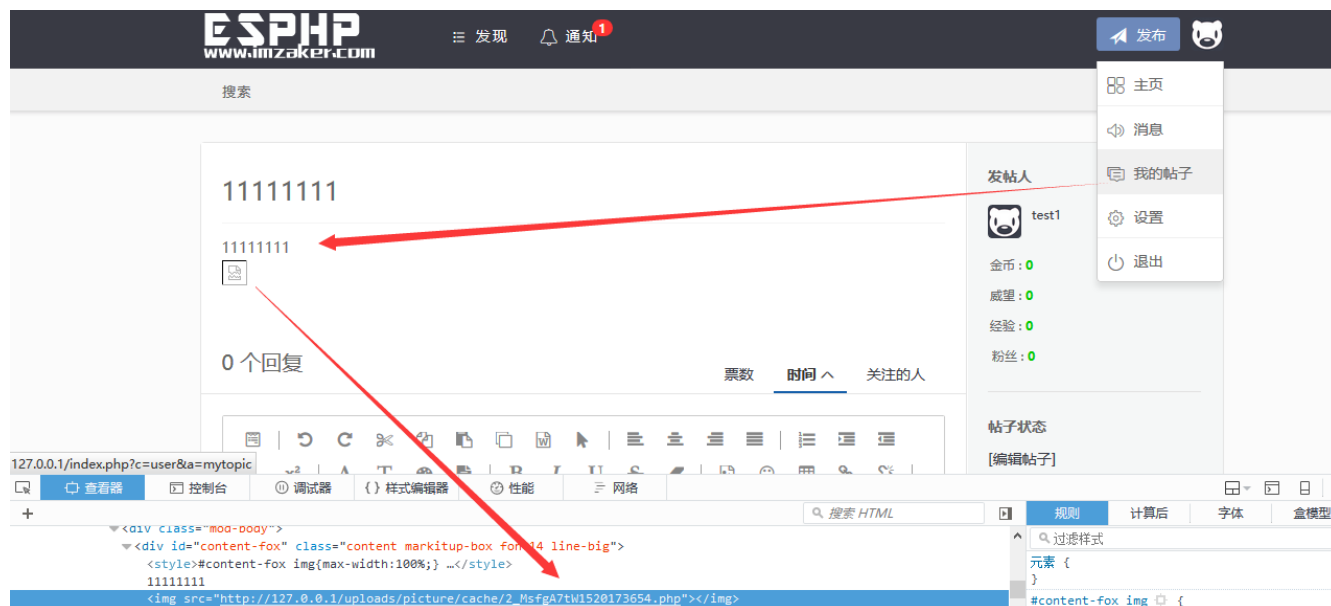 ESPHP
www.imzaker.com
发现
通知
1
发布
搜索
主页
消息
我的帖子
设置
退出
11111111
11111111
发帖人
test1
金币 : 0
威望 : 0
经验 : 0
粉丝 : 0
0 个回复
票数
时间
关注的人
帖子状态
[编辑帖子]
127.0.0.1/index.php?c=user&a=mytopic
查看器
控制台
调试器
{ } 样式编辑器
性能
网络
+
搜索 HTML
规则
计算后
字体
盒模型
<div class="mod-body">
<div id="content-fox" class="content markitup-box font-14 line-big">
<style>#content-fox img{max-width:100%;} …</style>
11111111
<img src="http://127.0.0.1/uploads/picture/cache/2_MsfgA7tW1520173654.php"></img>
过滤样式
元素 {
}
#content-fox img {